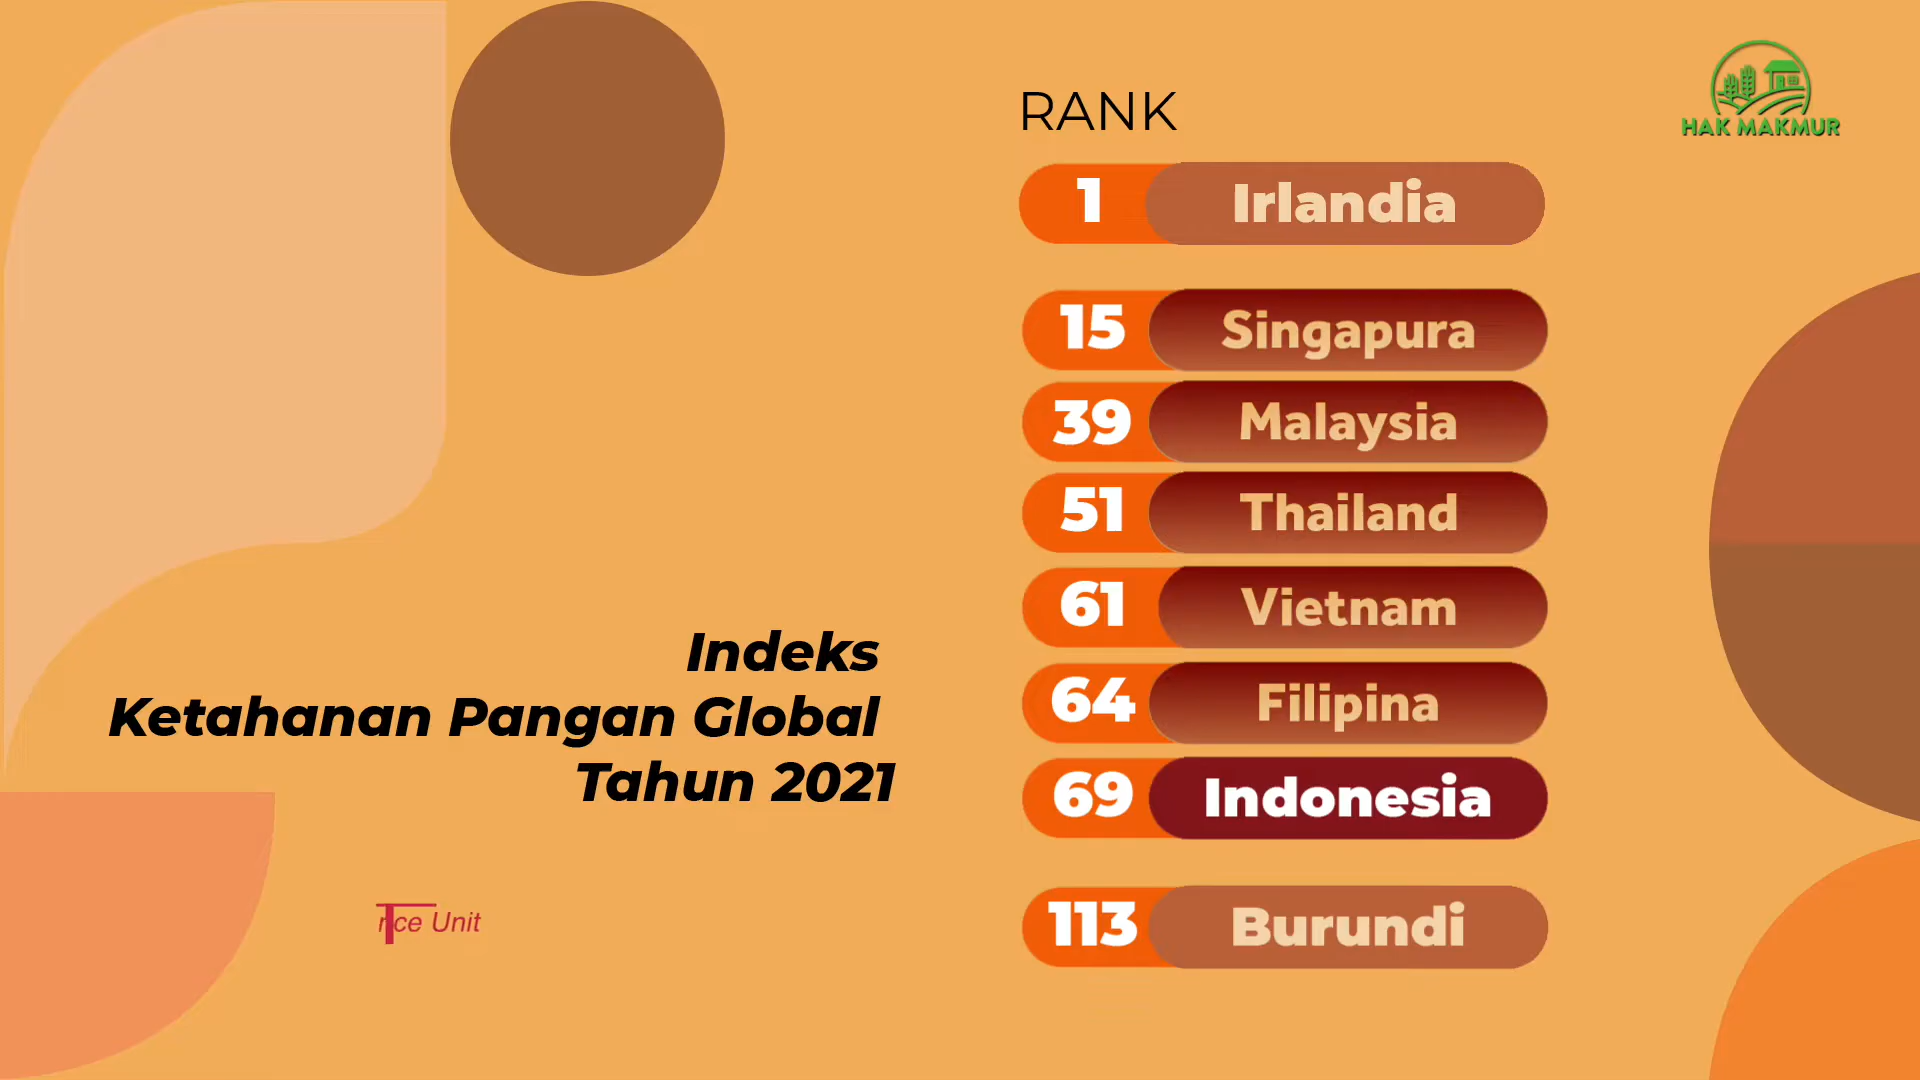 HAK MAKMUR
RANK
1 Irlandia
15 Singapura
39 Malaysia
51 Thailand
61 Vietnam
64 Filipina
69 Indonesia
113 Burundi
Indeks
Ketahanan Pangan Global
Tahun 2021
Unit